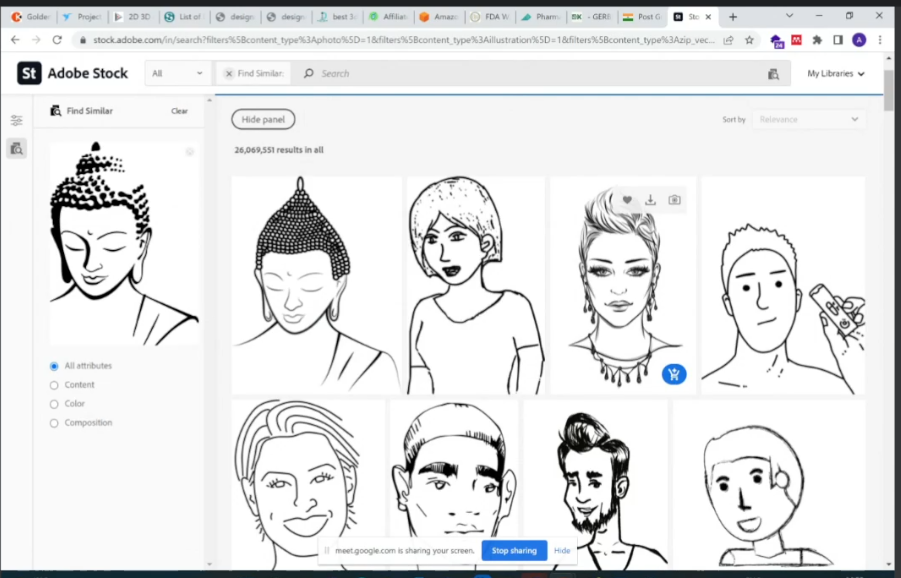 Golder
Project
2D 3D
List of
design
design
best 3
Affiliat
Amazo
FDA W
Pharma
- GERI
Post G
Sto
stock.adobe.com/in/search?filters%5Bcontent_type%3Aphoto%5D=1&filters%5Bcontent_type%3Aillustration%5D=1&filters%5Bcontent_type%3Azip_vec...
24
A
St Adobe Stock
All
Find Similar:
Search
My Libraries
Find Similar
Clear
Hide panel
Sort by
Relevance
26,069,551 results in all
All attributes
Content
Color
Composition
meet.google.com is sharing your screen.
Stop sharing
Hide